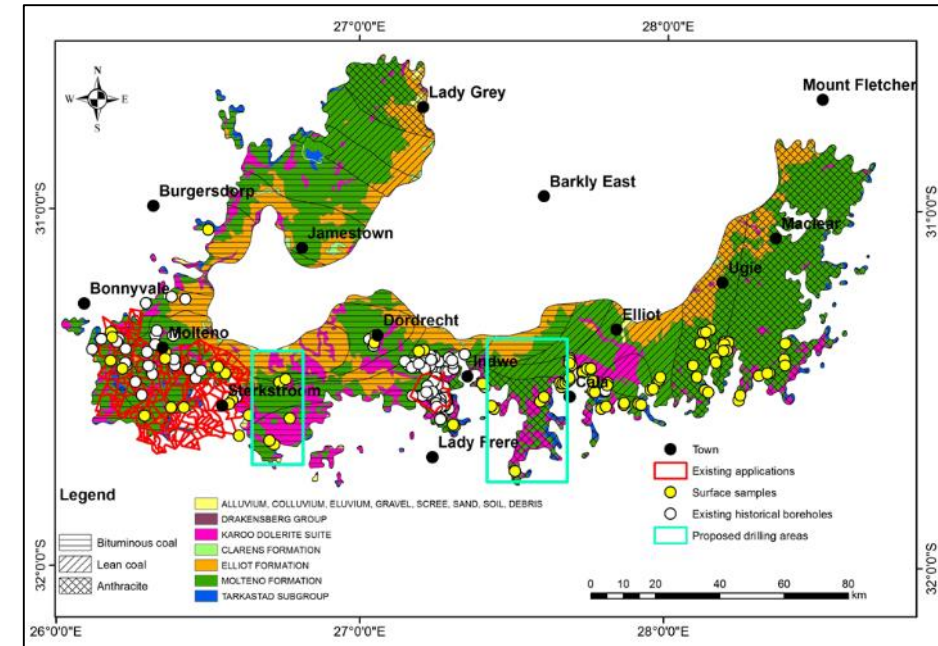 27°0'0"E
28°0'0"E
N
W
E
S
Lady Grey
Mount Fletcher
Burgersdorp
Barkly East
31°0'0"S
31°0'0"S
Jamestown
Maclear
Ugie
Bonnyvale
Molteno
Dordrecht
Elliot
Indwe
Sterkstroom
Cala
Lady Frere
Town
Existing applications
Surface samples
Existing historical boreholes
Proposed drilling areas
Legend
Bituminous coal
Lean coal
Anthracite
ALLUVIUM, COLLUVIUM, ELUVIUM, GRAVEL, SCREE, SAND, SOIL, DEBRIS
DRAKENSBERG GROUP
KAROO DOLERITE SUITE
CLARENS FORMATION
ELLIOT FORMATION
MOLTENO FORMATION
TARKASTAD SUBGROUP
32°0'0"S
32°0'0"S
0 5 10 20 40 60 80
km
26°0'0"E
27°0'0"E
28°0'0"E